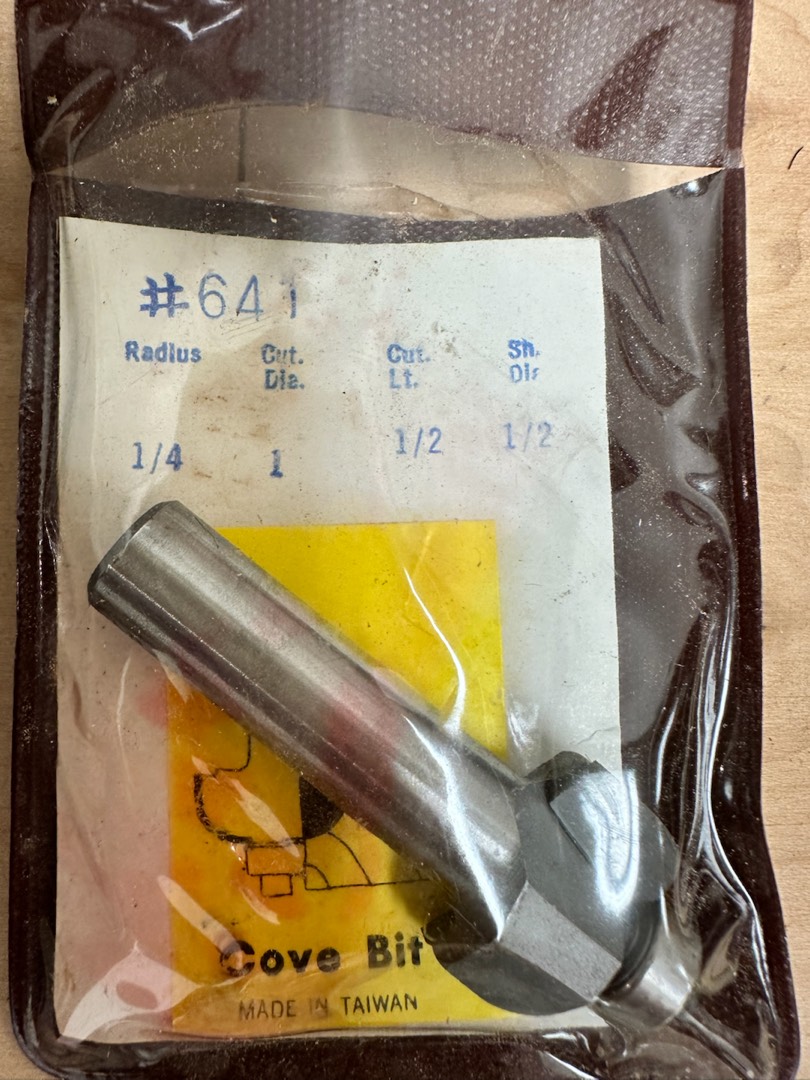 #641
Radius Cut. Cut. Sh.
Dia. Lt. Dia
1/4 1 1/2 1/2
Cove Bit
MADE IN TAIWAN